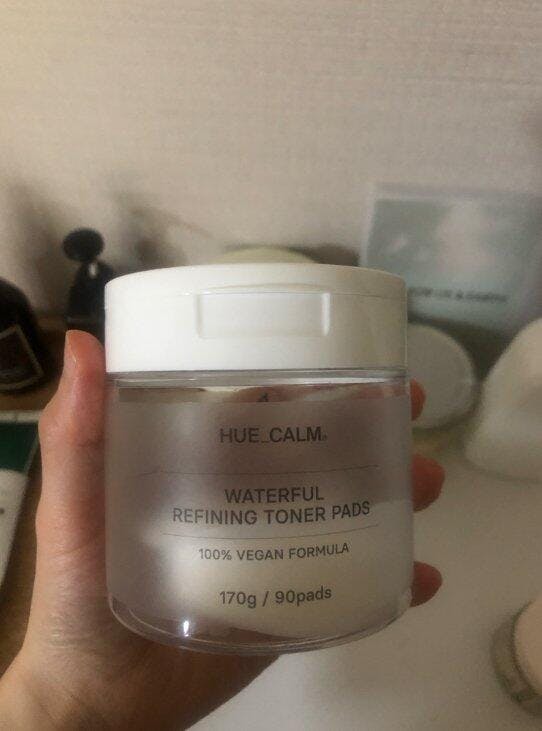 HUE_CALM®
WATERFUL
REFINING TONER PADS
100% VEGAN FORMULA
170g / 90pads